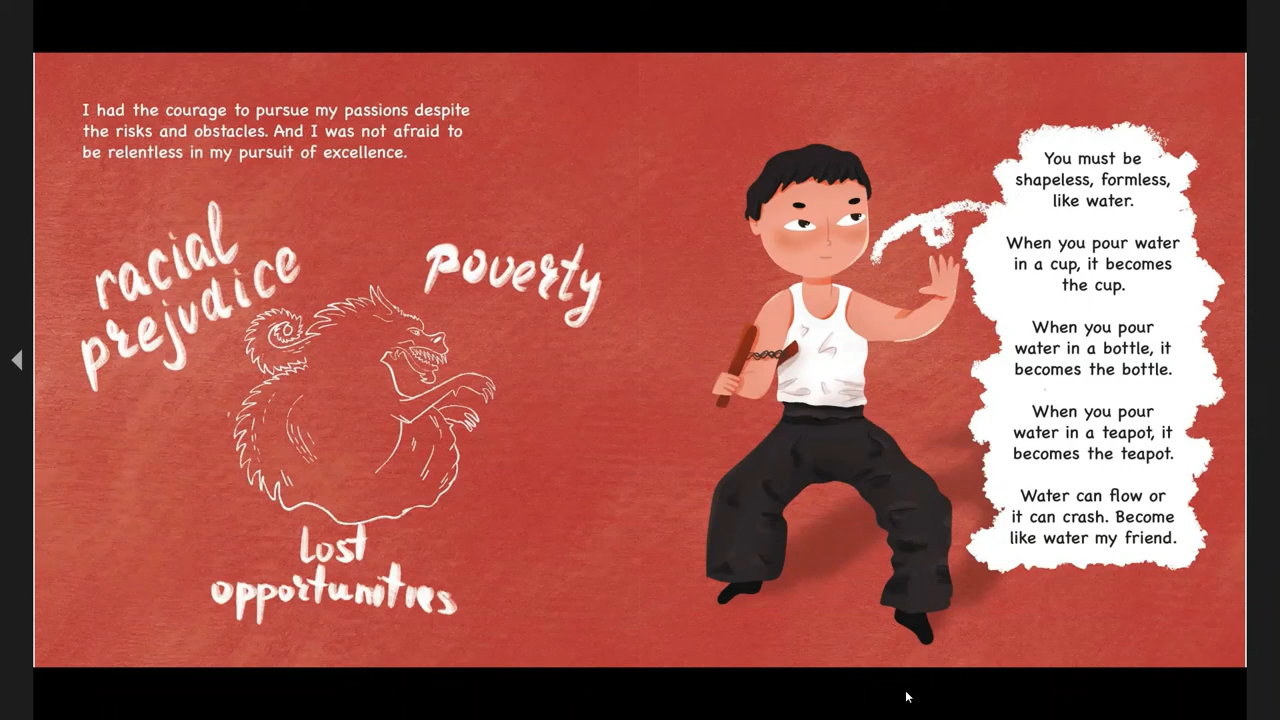 I had the courage to pursue my passions despite
the risks and obstacles. And I was not afraid to
be relentless in my pursuit of excellence.
racial
prejudice
poverty
Lost
opportunities
You must be
shapeless, formless,
like water.
When you pour water
in a cup, it becomes
the cup.
When you pour
water in a bottle, it
becomes the bottle.
When you pour
water in a teapot, it
becomes the teapot.
Water can flow or
it can crash. Become
like water my friend.